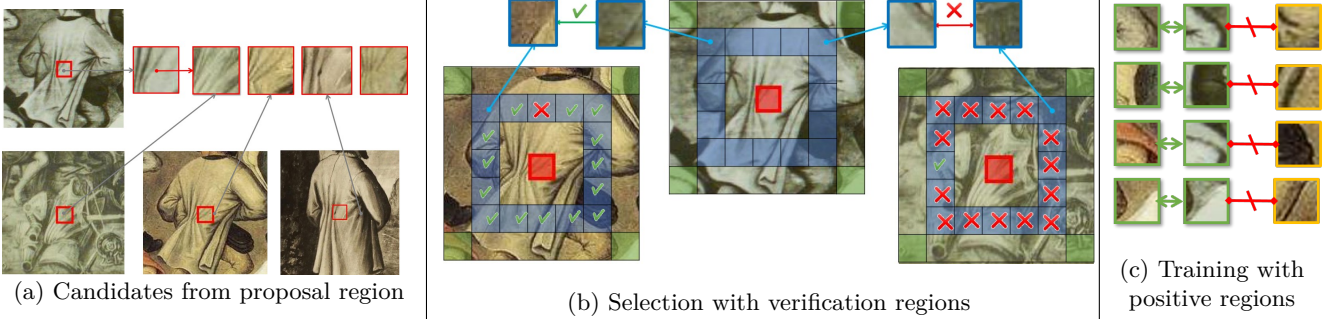 (a) Candidates from proposal region
(b) Selection with verification regions
(c) Training with
positive regions